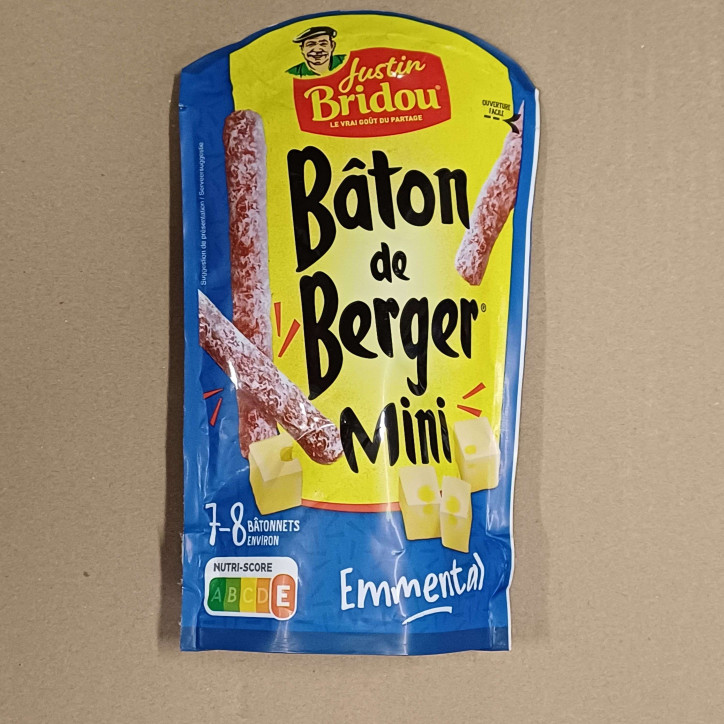 Justin
Bridou®
LE VRAI GOÛT DU PARTAGE
OUVERTURE
FACILE
Suggestion de présentation / Serveersuggestie
Bâton
de
Berger®
Mini
7-8 BÂTONNETS
ENVIRON
NUTRI-SCORE
A B C D E
Emmental